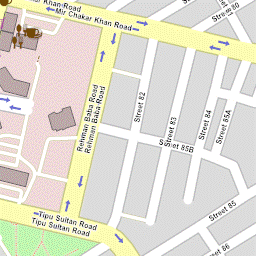 Khan Road
Mir Chakar Khan Road
Street 80
Rehman Baba Road
Rehman Baba Road
Street 82
Street 83
Street 84
Street 85A
Street 85B
Street 85
Street 86
Tipu Sultan Road
Tipu Sultan Road